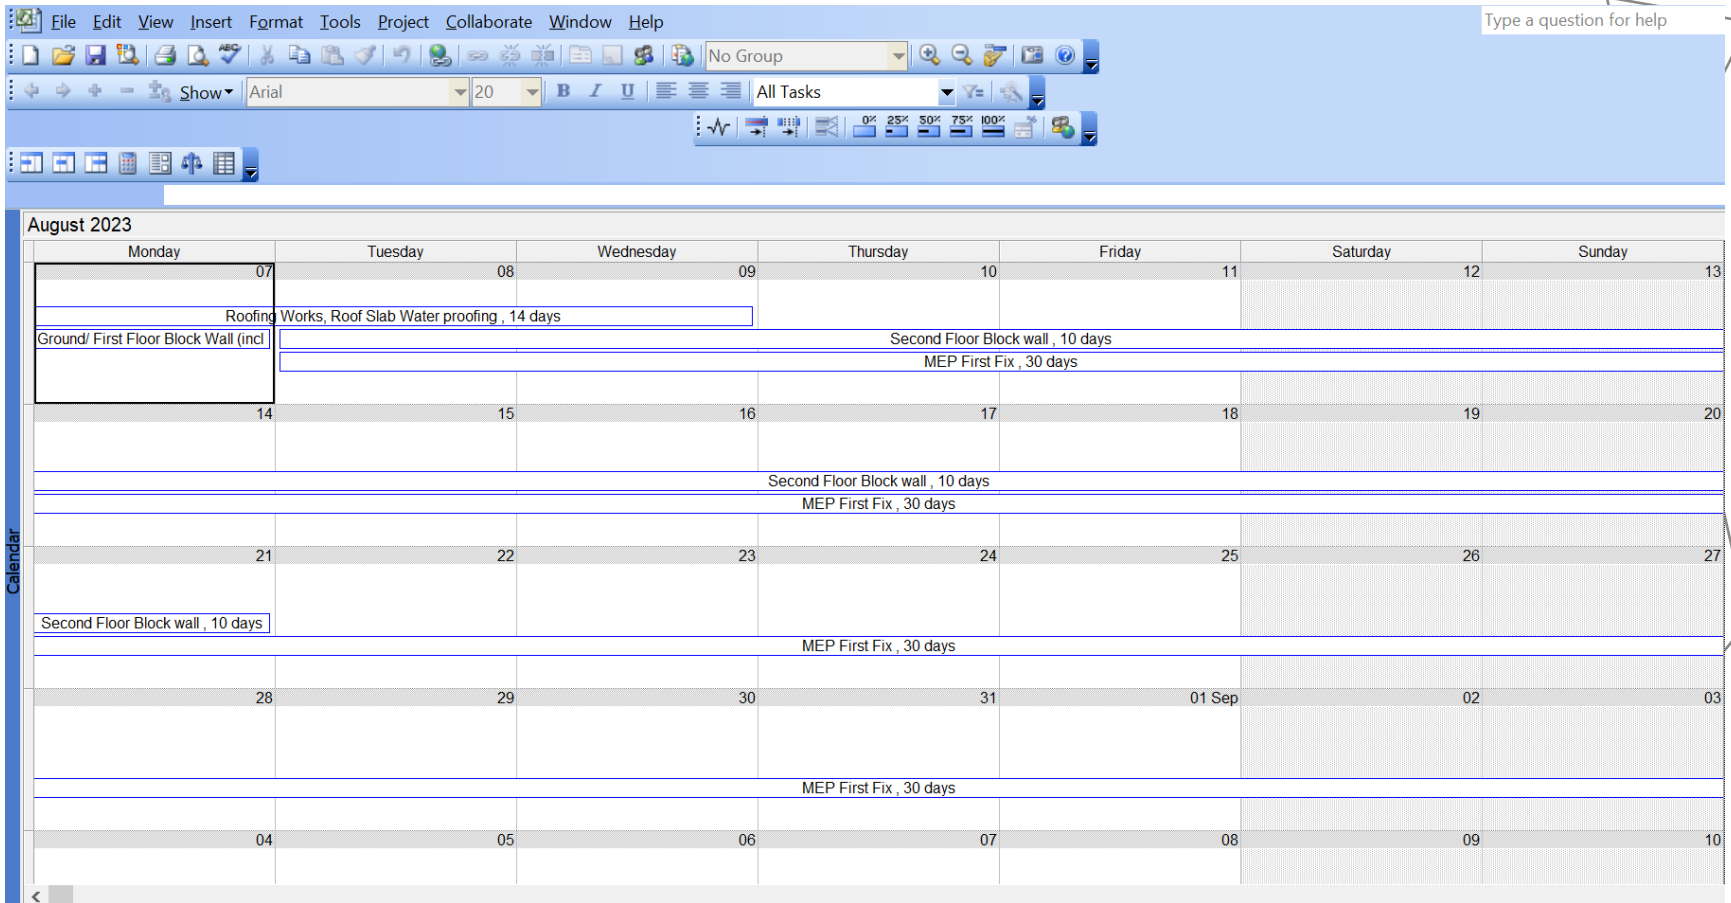 File Edit View Insert Format Tools Project Collaborate Window Help
Type a question for help
ABC
No Group
Show
Arial
20
B I U
All Tasks
0% 25% 50% 75% 100%
%
August 2023
Monday Tuesday Wednesday Thursday Friday Saturday Sunday
07 08 09 10 11 12 13
Roofing Works, Roof Slab Water proofing , 14 days
Ground/ First Floor Block Wall (incl
Second Floor Block wall , 10 days
MEP First Fix , 30 days
14 15 16 17 18 19 20
Second Floor Block wall , 10 days
MEP First Fix , 30 days
Calendar
21 22 23 24 25 26 27
Second Floor Block wall , 10 days
MEP First Fix , 30 days
28 29 30 31 01 Sep 02 03
MEP First Fix , 30 days
04 05 06 07 08 09 10